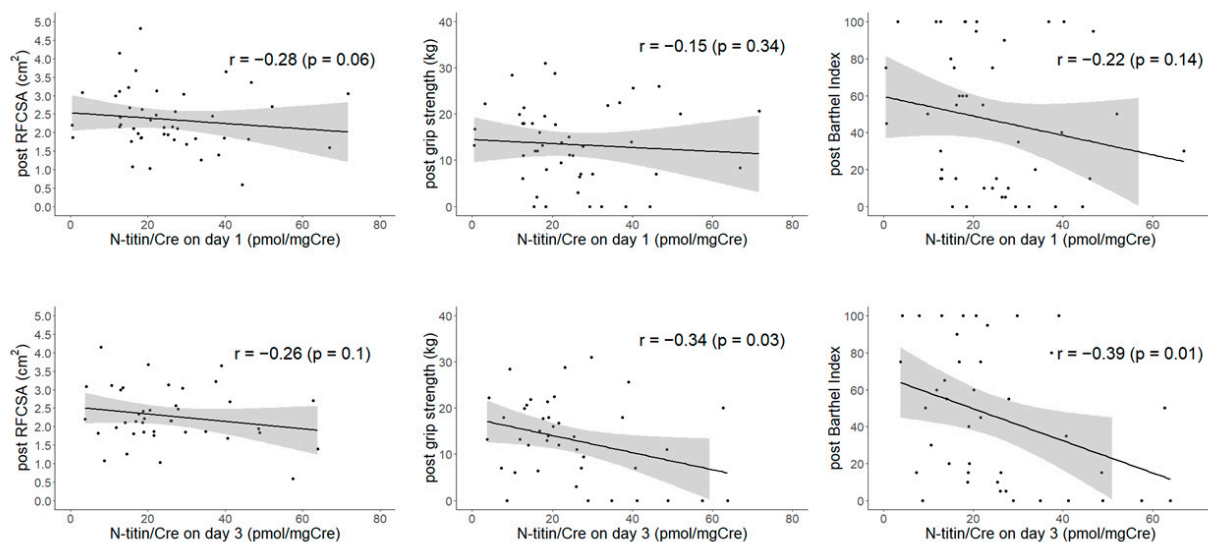 post RFCSA (cm²)
5.0
4.5
4.0
3.5
3.0
2.5
2.0
1.5
1.0
0.5
0.0
r = −0.28 (p = 0.06)
0 20 40 60 80
N-titin/Cre on day 1 (pmol/mgCre)
post grip strength (kg)
40
30
20
10
0
r = −0.15 (p = 0.34)
0 20 40 60 80
N-titin/Cre on day 1 (pmol/mgCre)
post Barthel Index
100
80
60
40
20
0
r = −0.22 (p = 0.14)
0 20 40 60
N-titin/Cre on day 1 (pmol/mgCre)
post RFCSA (cm²)
5.0
4.5
4.0
3.5
3.0
2.5
2.0
1.5
1.0
0.5
0.0
r = −0.26 (p = 0.1)
0 20 40 60 80
N-titin/Cre on day 3 (pmol/mgCre)
post grip strength (kg)
40
30
20
10
0
r = −0.34 (p = 0.03)
0 20 40 60 80
N-titin/Cre on day 3 (pmol/mgCre)
post Barthel Index
100
80
60
40
20
0
r = −0.39 (p = 0.01)
0 20 40 60
N-titin/Cre on day 3 (pmol/mgCre)